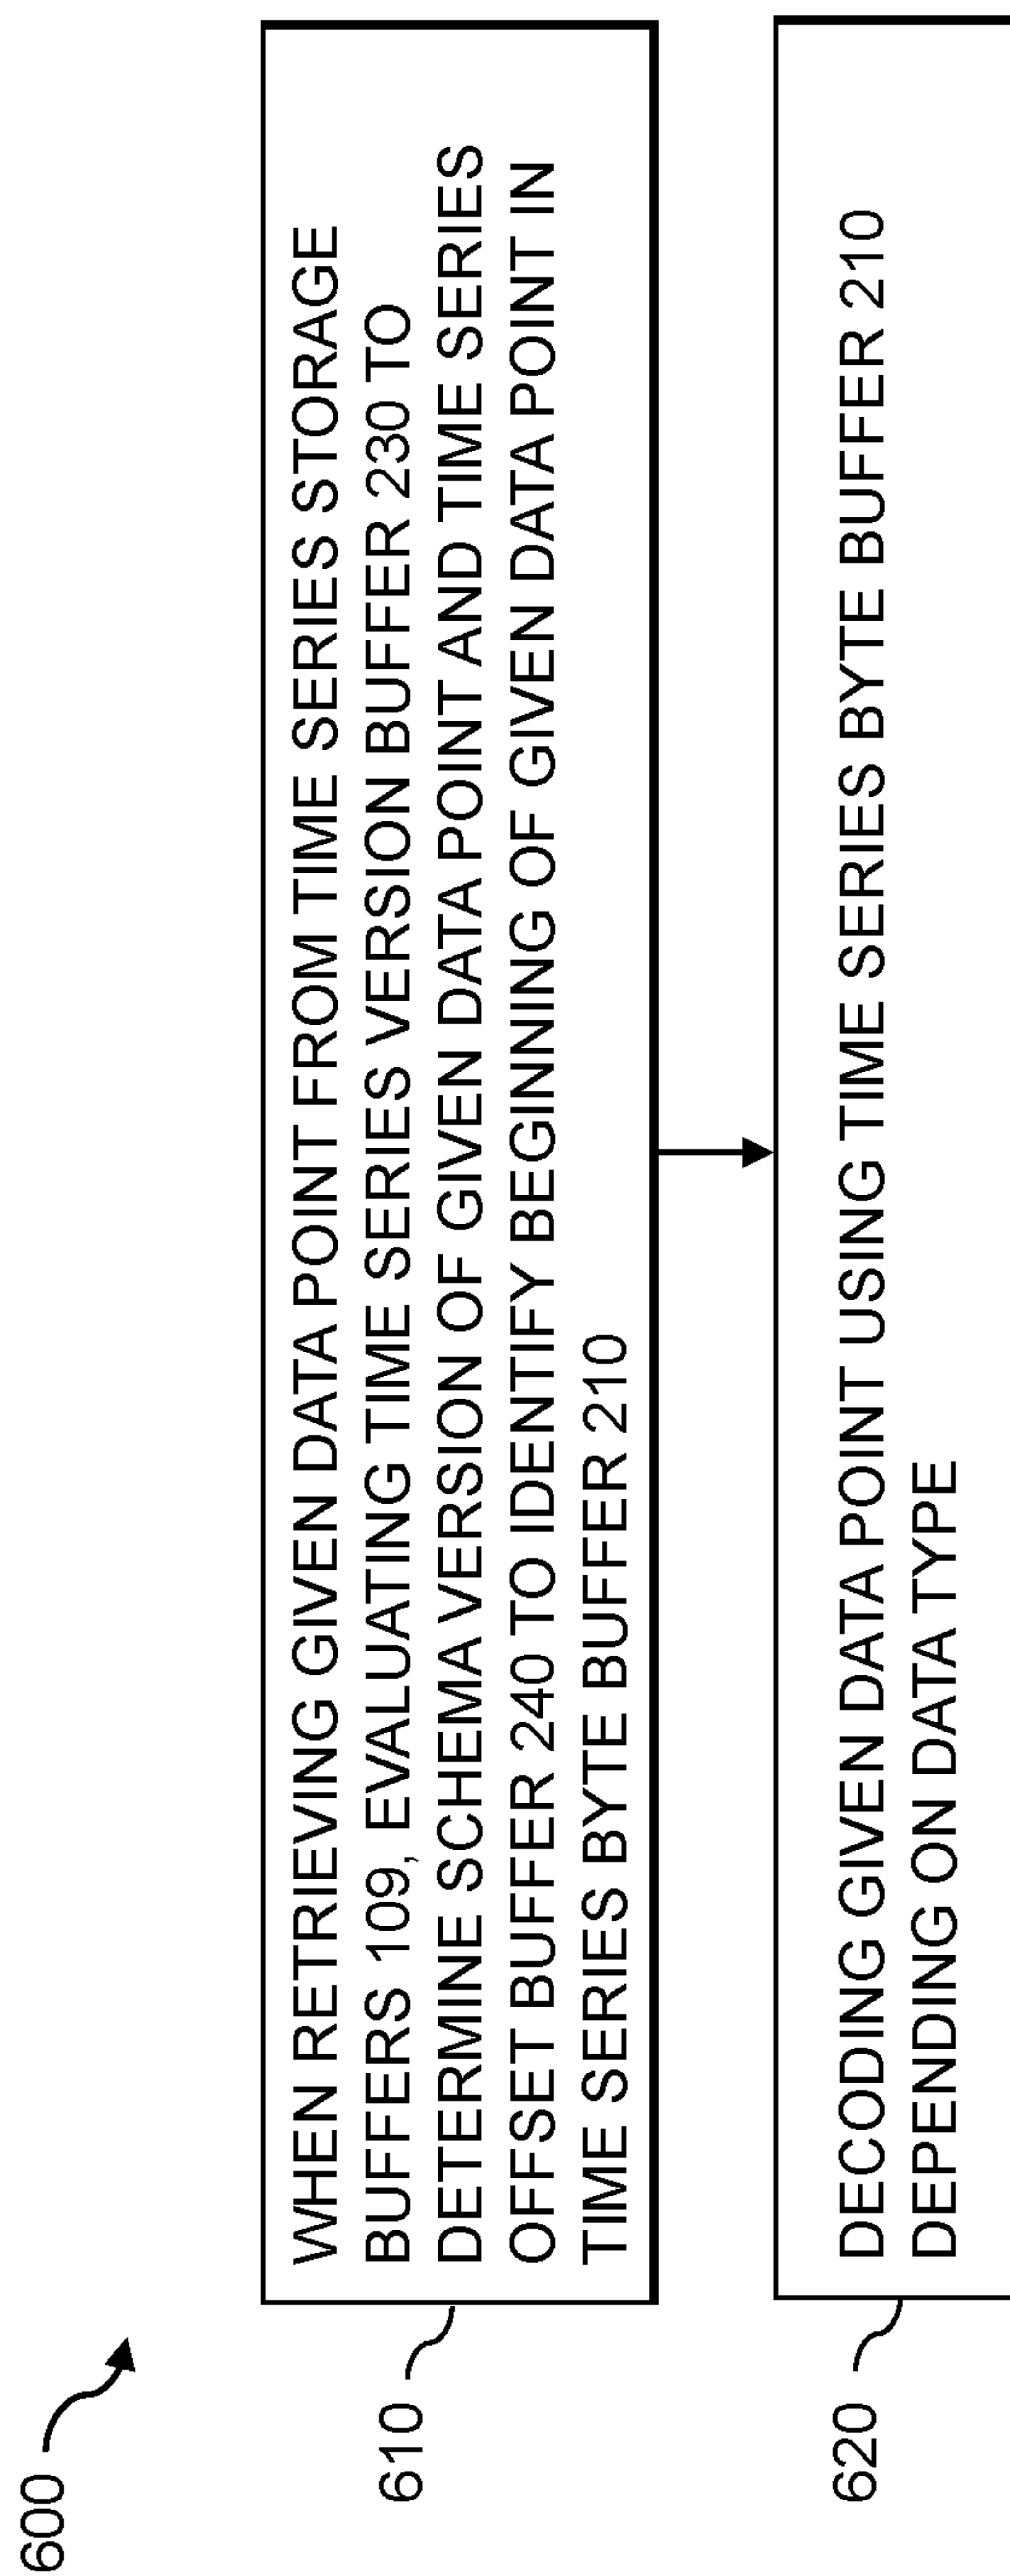 600
610
WHEN RETRIEVING GIVEN DATA POINT FROM TIME SERIES STORAGE
BUFFERS 109, EVALUATING TIME SERIES VERSION BUFFER 230 TO
DETERMINE SCHEMA VERSION OF GIVEN DATA POINT AND TIME SERIES
OFFSET BUFFER 240 TO IDENTIFY BEGINNING OF GIVEN DATA POINT IN
TIME SERIES BYTE BUFFER 210
620
DECODING GIVEN DATA POINT USING TIME SERIES BYTE BUFFER 210
DEPENDING ON DATA TYPE